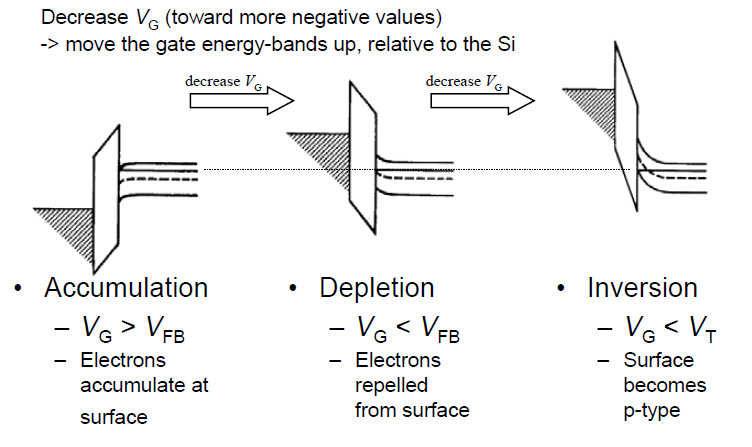 Decrease VG (toward more negative values)
-> move the gate energy-bands up, relative to the Si
decrease VG
decrease VG
• Accumulation
– VG > VFB
– Electrons
accumulate at
surface
• Depletion
– VG < VFB
– Electrons
repelled
from surface
• Inversion
– VG < VT
– Surface
becomes
p-type